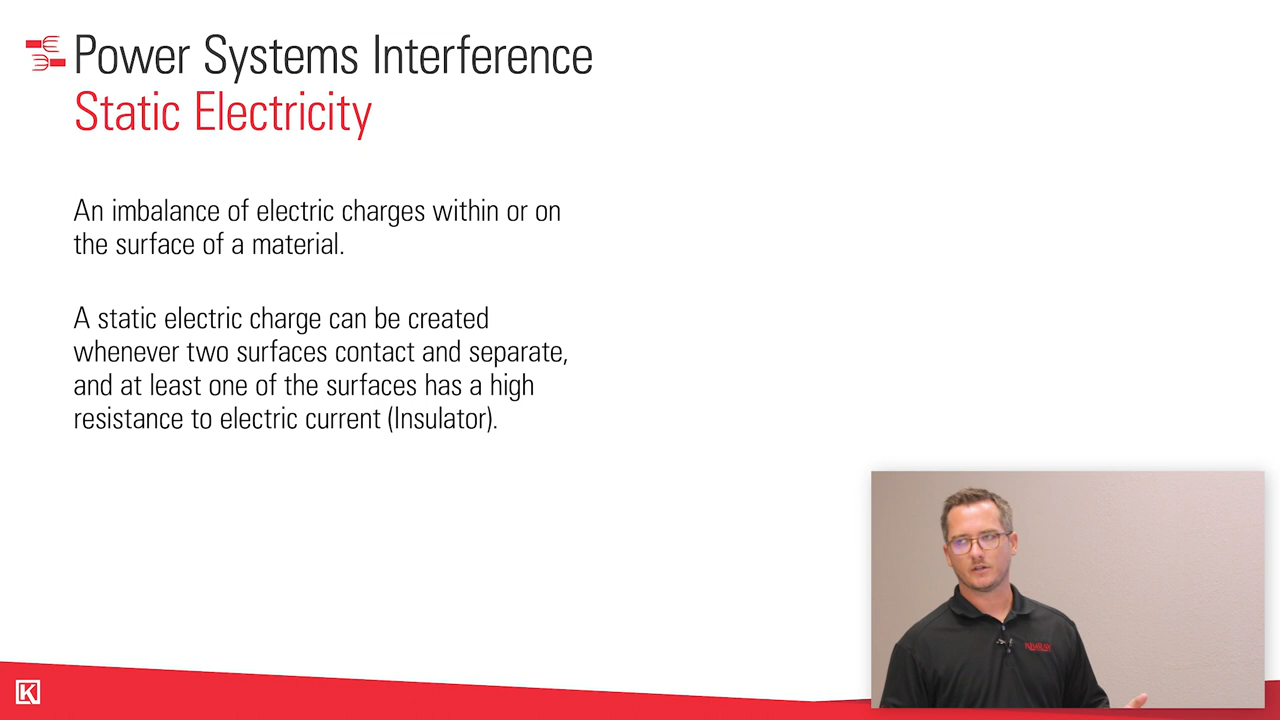 Power Systems Interference
Static Electricity
An imbalance of electric charges within or on
the surface of a material.
A static electric charge can be created
whenever two surfaces contact and separate,
and at least one of the surfaces has a high
resistance to electric current (Insulator).
K
KIMRAY